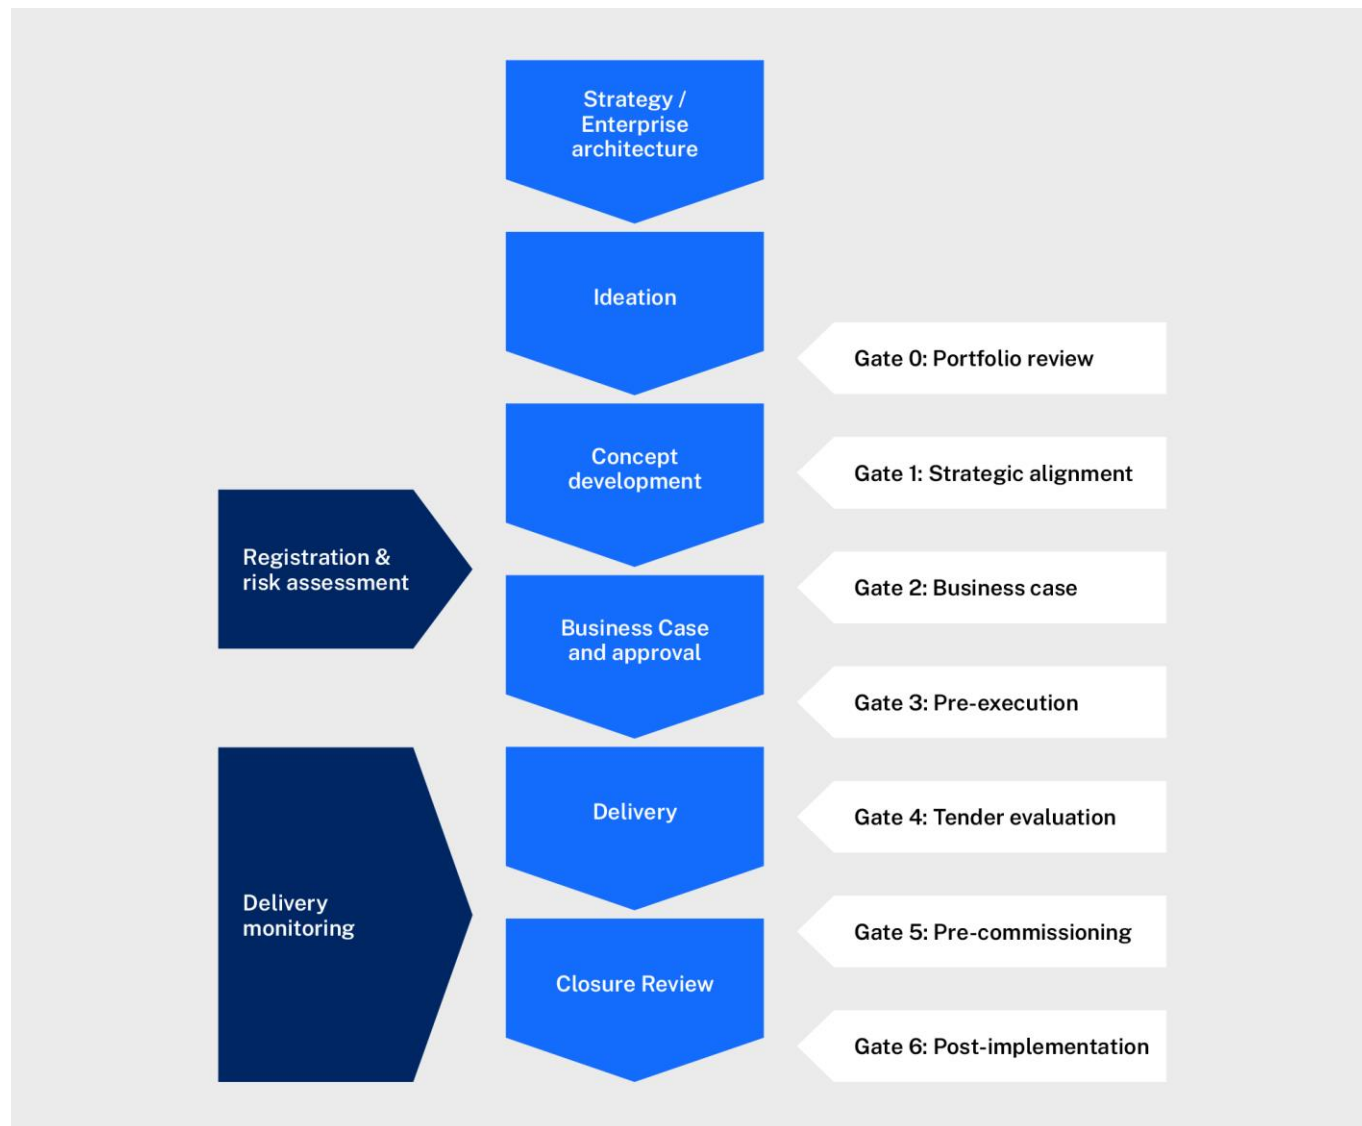 Strategy /
Enterprise
architecture
Ideation
Gate 0: Portfolio review
Concept
development
Gate 1: Strategic alignment
Registration &
risk assessment
Gate 2: Business case
Business Case
and approval
Gate 3: Pre-execution
Delivery
Gate 4: Tender evaluation
Delivery
monitoring
Gate 5: Pre-commissioning
Closure Review
Gate 6: Post-implementation